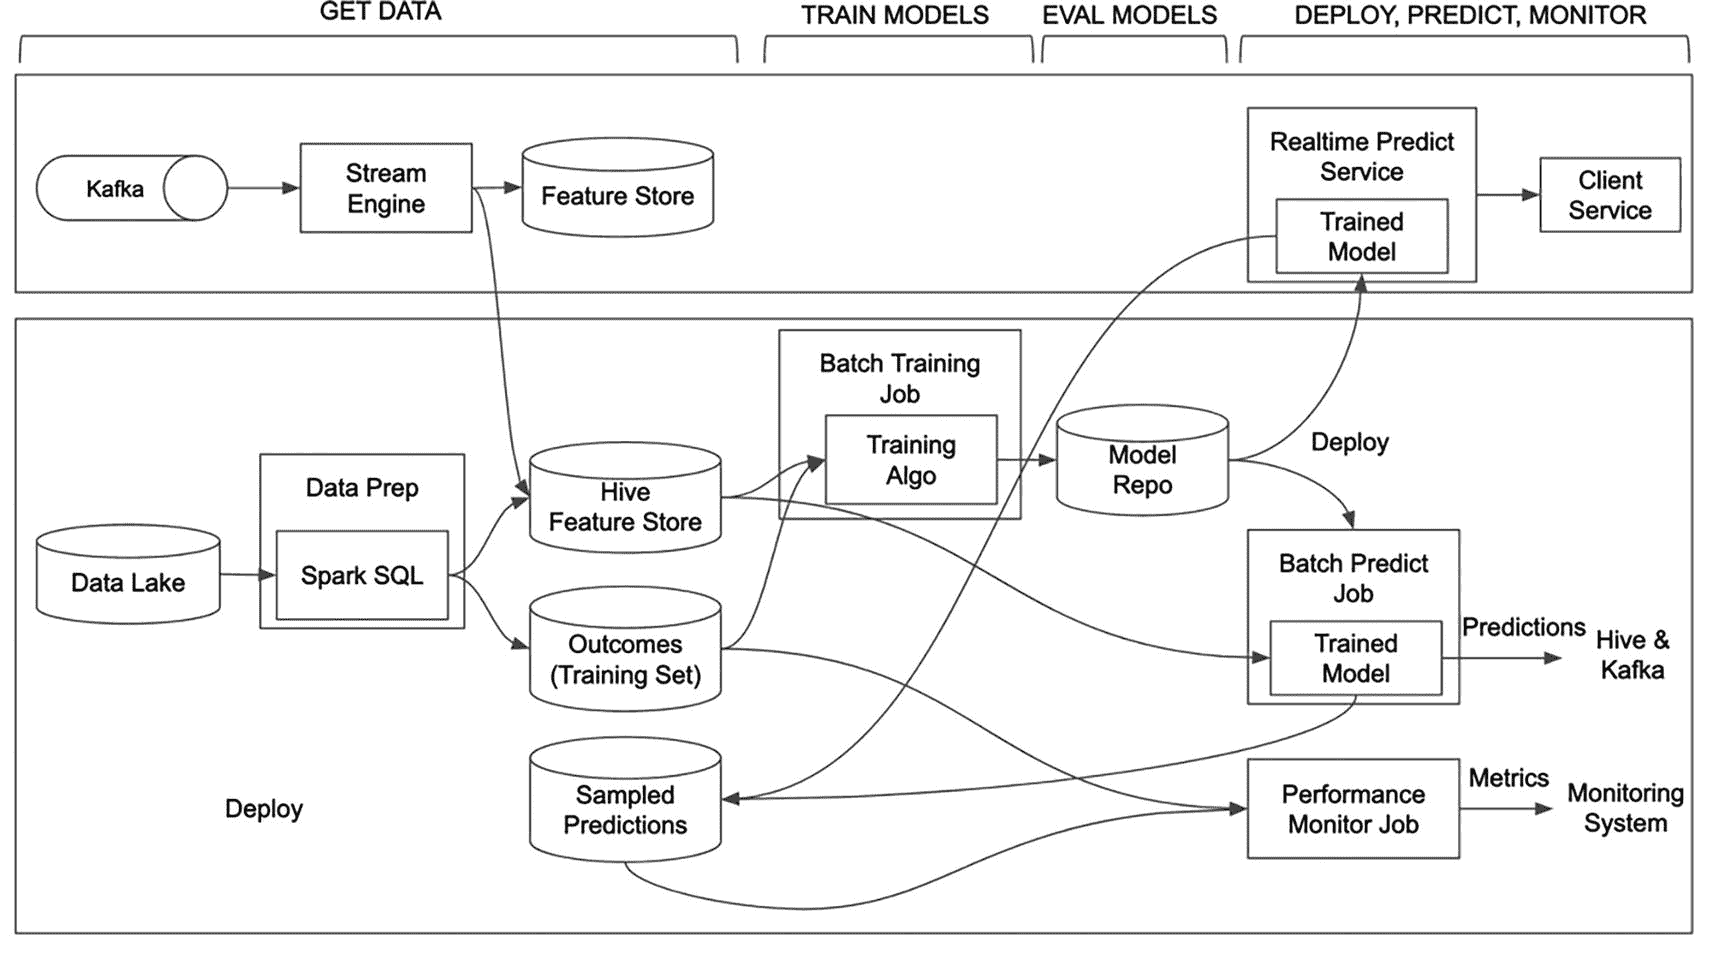 GET DATA
TRAIN MODELS
EVAL MODELS
DEPLOY, PREDICT, MONITOR
Kafka
Stream
Engine
Feature Store
Realtime Predict
Service
Trained
Model
Client
Service
Data Lake
Data Prep
Spark SQL
Hive
Feature Store
Outcomes
(Training Set)
Sampled
Predictions
Deploy
Batch Training
Job
Training
Algo
Model
Repo
Deploy
Batch Predict
Job
Trained
Model
Predictions
Hive &
Kafka
Performance
Monitor Job
Metrics
Monitoring
System